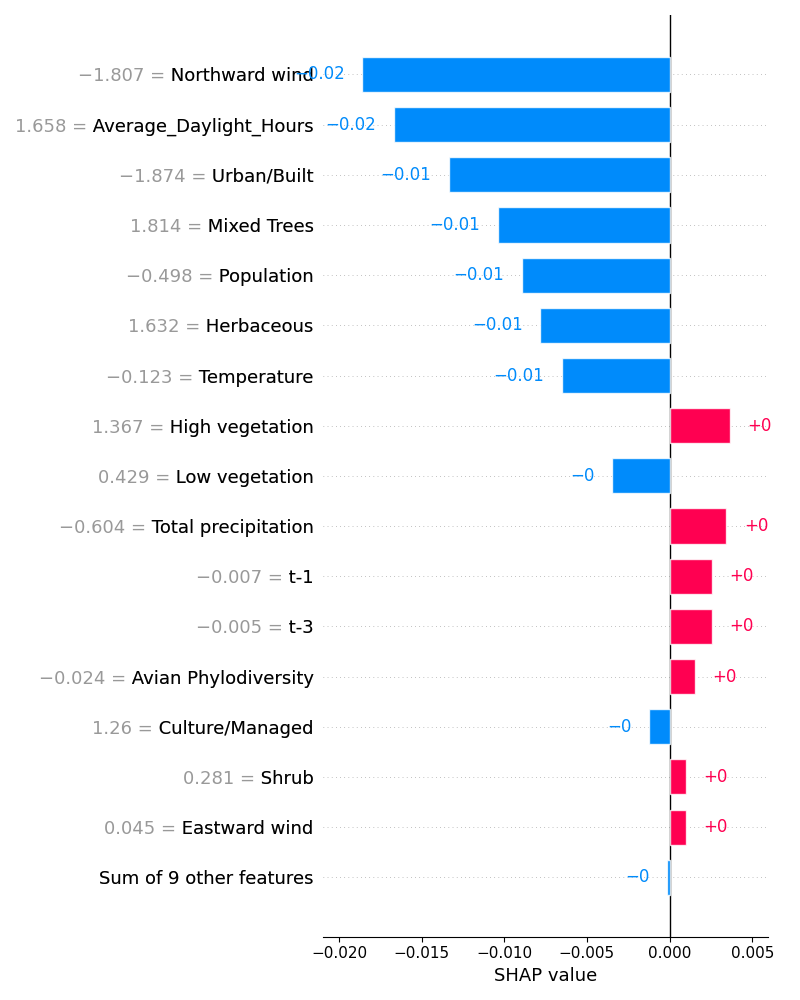 −1.807 = Northward wind −0.02
1.658 = Average_Daylight_Hours −0.02
−1.874 = Urban/Built −0.01
1.814 = Mixed Trees −0.01
−0.498 = Population −0.01
1.632 = Herbaceous −0.01
−0.123 = Temperature −0.01
1.367 = High vegetation +0
0.429 = Low vegetation −0
−0.604 = Total precipitation +0
−0.007 = t-1 +0
−0.005 = t-3 +0
−0.024 = Avian Phylodiversity +0
1.26 = Culture/Managed −0
0.281 = Shrub +0
0.045 = Eastward wind +0
Sum of 9 other features −0
−0.020 −0.015 −0.010 −0.005 0.000 0.005
SHAP value